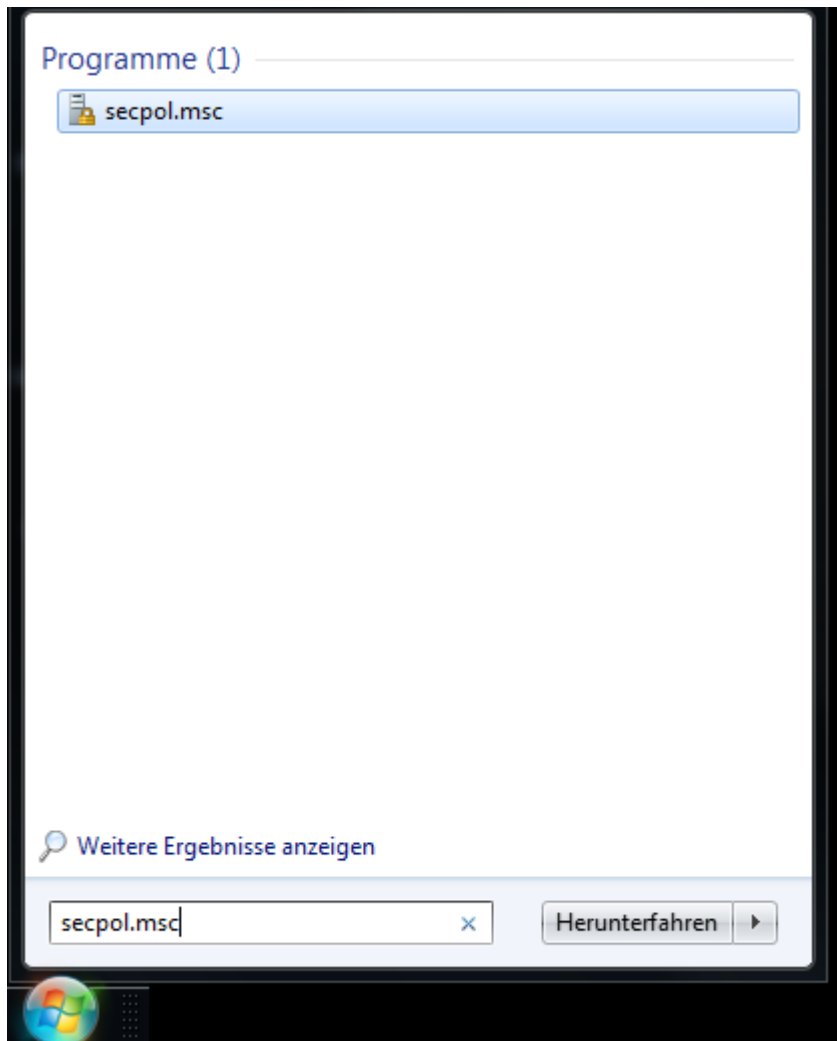 Programme (1)
secpol.msc
Weitere Ergebnisse anzeigen
secpol.msc
Herunterfahren